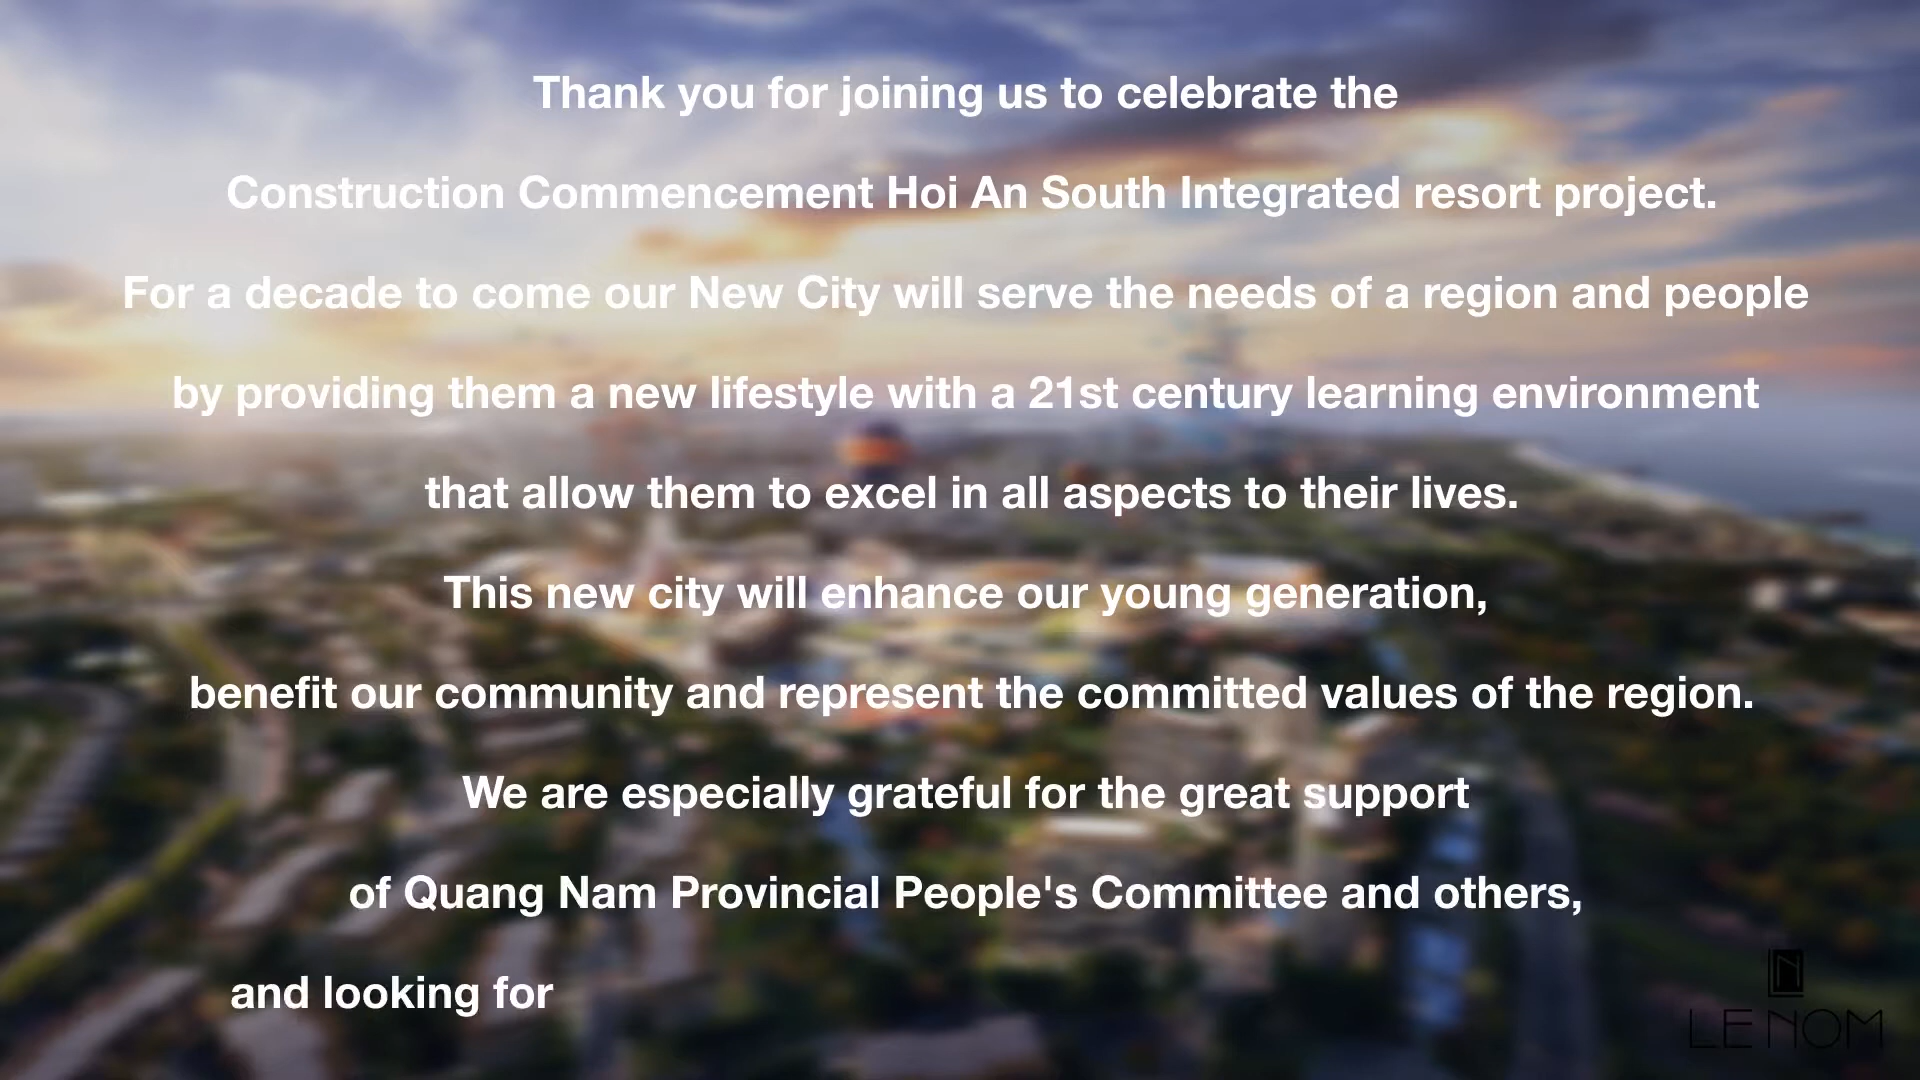 Thank you for joining us to celebrate the
Construction Commencement Hoi An South Integrated resort project.
For a decade to come our New City will serve the needs of a region and people
by providing them a new lifestyle with a 21st century learning environment
that allow them to excel in all aspects to their lives.
This new city will enhance our young generation,
benefit our community and represent the committed values of the region.
We are especially grateful for the great support
of Quang Nam Provincial People's Committee and others,
and looking for
LE NOM